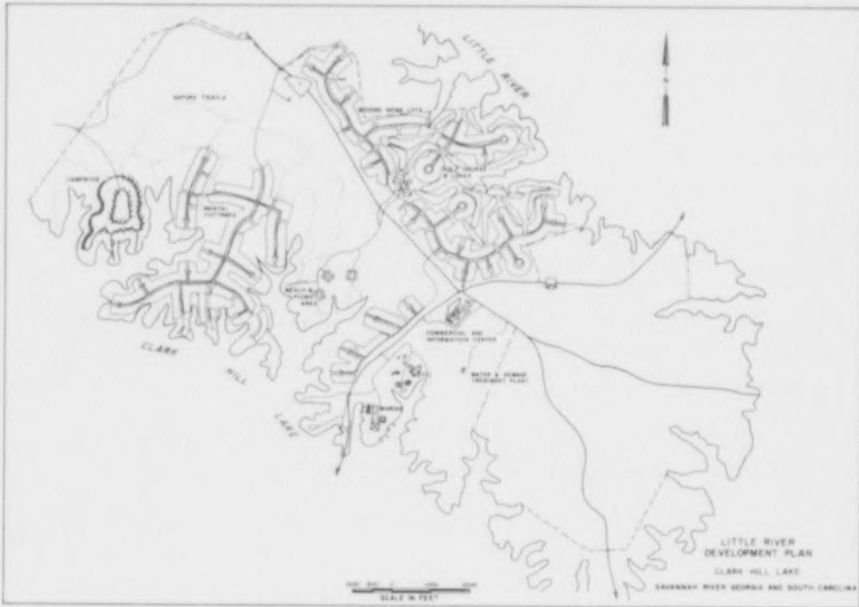 LITTLE RIVER
N
NATURE TRAILS
SECOND HOME LOTS
GOLF COURSE
CAMPSITES
RENTAL
COTTAGES
BEACH &
PICNIC
AREA
COMMERCIAL AND
INFORMATION CENTER
WATER & SEWAGE
TREATMENT PLANT
MARINA
CLARK HILL LAKE
LITTLE RIVER
DEVELOPMENT PLAN
CLARK HILL LAKE
SAVANNAH RIVER GEORGIA AND SOUTH CAROLINA
SCALE IN FEET